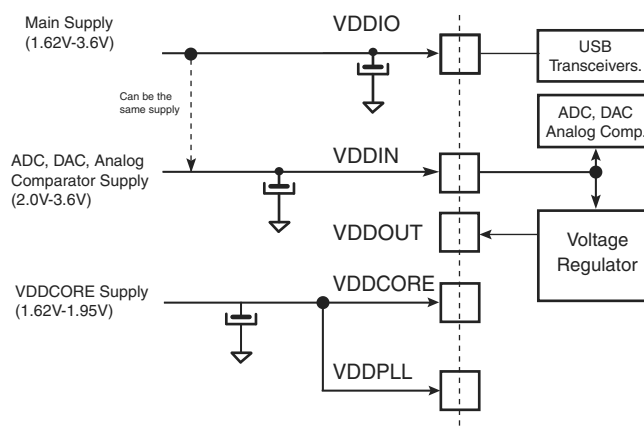 Main Supply
(1.62V-3.6V)
VDDIO
USB
Transceivers.
Can be the
same supply
ADC, DAC
Analog Comp.
ADC, DAC, Analog
Comparator Supply
(2.0V-3.6V)
VDDIN
VDDOUT
Voltage
Regulator
VDDCORE Supply
(1.62V-1.95V)
VDDCORE
VDDPLL